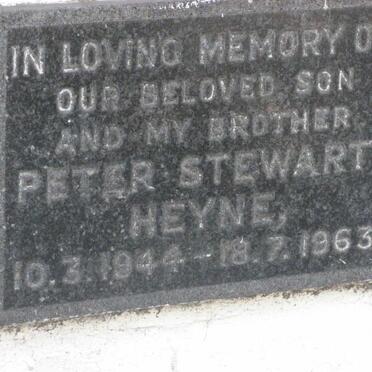 IN LOVING MEMORY O
OUR BELOVED SON
AND MY BROTHER
PETER STEWART
HEYNE,
10.3.1944 - 18.7.1963